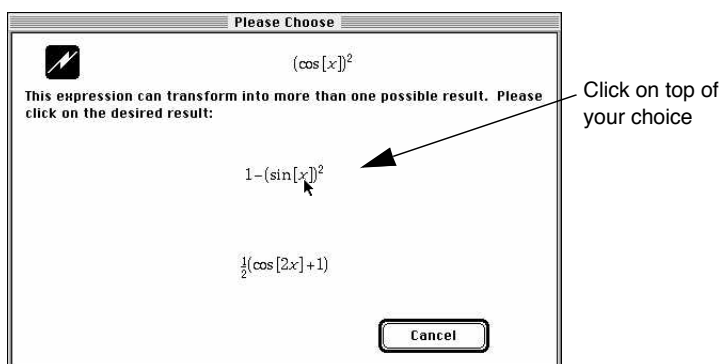 Please Choose
(cos[x])²
This expression can transform into more than one possible result. Please
click on the desired result:
Click on top of
your choice
1−(sin[x])²
½(cos[2x]+1)
Cancel